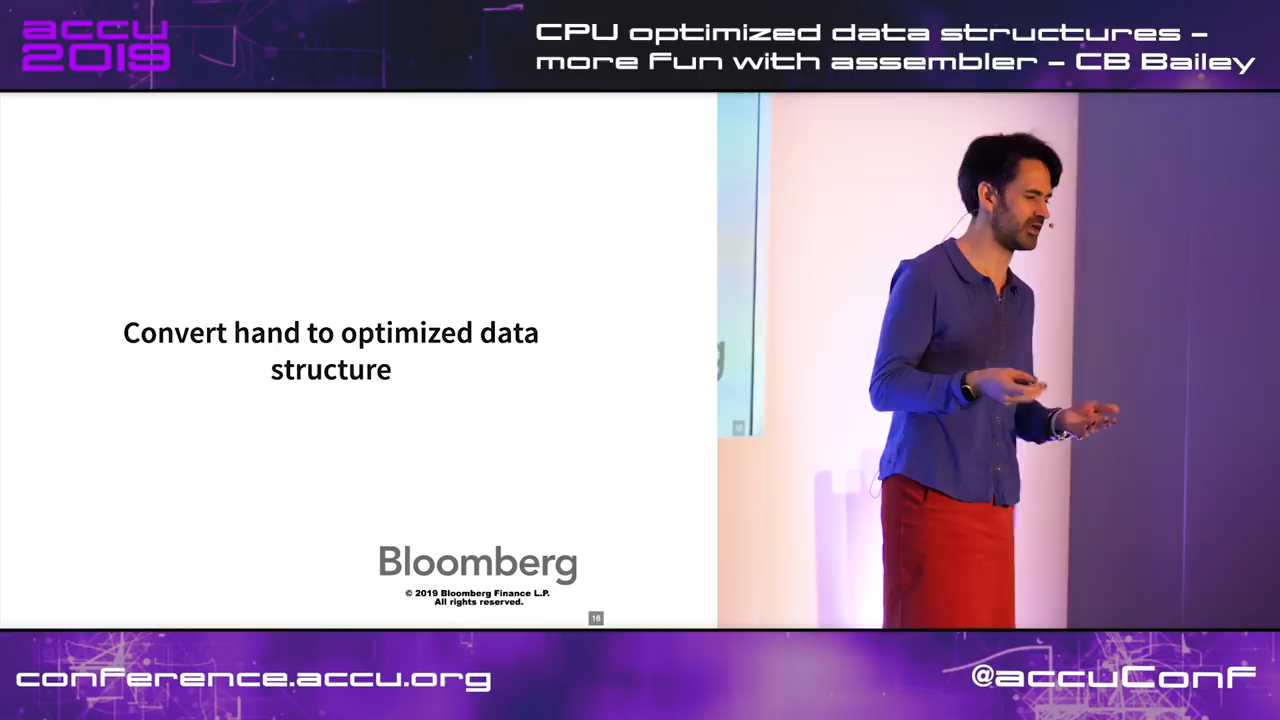 accu
2019
CPU optimized data structures –
more fun with assembler – CB Bailey
Convert hand to optimized data
structure
Bloomberg
© 2019 Bloomberg Finance L.P.
All rights reserved.
16
g
conference.accu.org
@accuConf